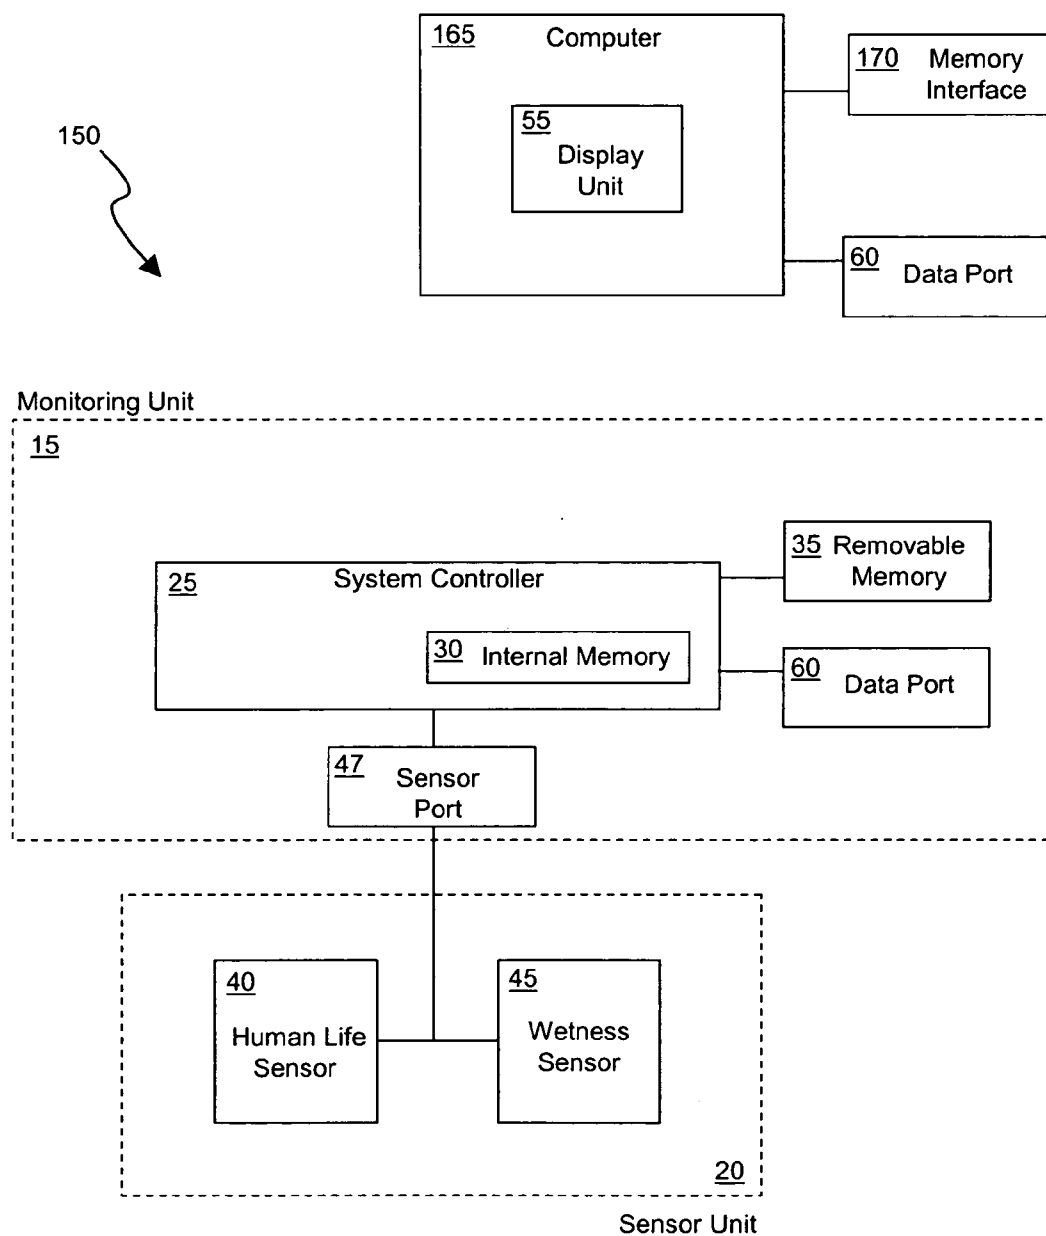 165 Computer
170 Memory
Interface
55
Display
Unit
150
60
Data Port
Monitoring Unit
15
35 Removable
Memory
25
System Controller
30 Internal Memory
60
Data Port
47
Sensor
Port
40
Human Life
Sensor
45
Wetness
Sensor
20
Sensor Unit